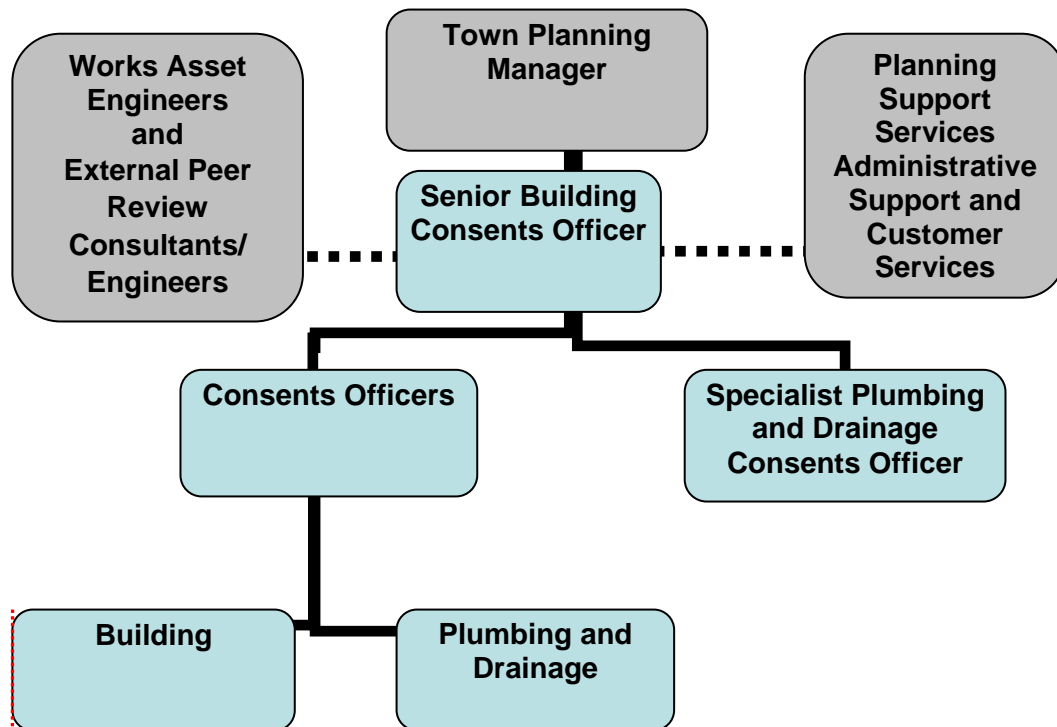 Works Asset
Engineers
and
External Peer
Review
Consultants/
Engineers
Town Planning
Manager
Planning
Support
Services
Administrative
Support and
Customer
Services
Senior Building
Consents Officer
Consents Officers
Specialist Plumbing
and Drainage
Consents Officer
Building
Plumbing and
Drainage